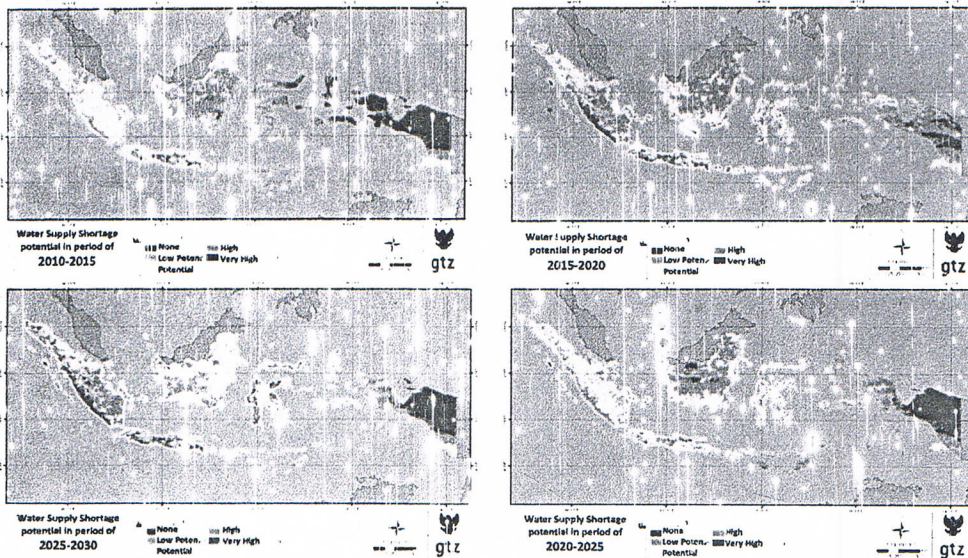 Water Supply Shortage
potential in period of
2010-2015
None
High
Low Poten.
Very High
Potential
gtz
Water Supply Shortage
potential in period of
2015-2020
None
High
Low Poten.
Very High
Potential
gtz
Water Supply Shortage
potential in period of
2025-2030
None
High
Low Poten.
Very High
Potential
gtz
Water Supply Shortage
potential in period of
2020-2025
None
High
Low Poten.
Very High
Potential
gtz